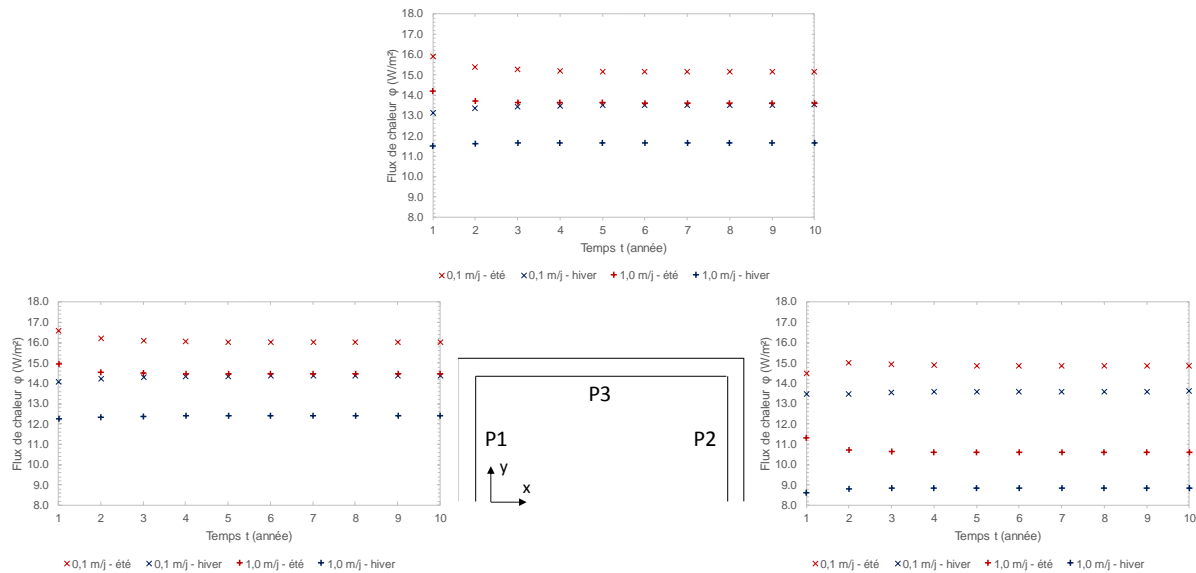 Flux de chaleur φ (W/m²)
18.0
17.0
16.0
15.0
14.0
13.0
12.0
11.0
10.0
9.0
8.0
1 2 3 4 5 6 7 8 9 10
Temps t (année)
0,1 m/j - été 0,1 m/j - hiver 1,0 m/j - été 1,0 m/j - hiver
Flux de chaleur φ (W/m²)
18.0
17.0
16.0
15.0
14.0
13.0
12.0
11.0
10.0
9.0
8.0
1 2 3 4 5 6 7 8 9 10
Temps t (année)
0,1 m/j - été 0,1 m/j - hiver 1,0 m/j - été 1,0 m/j - hiver
P3
P1
P2
y
x
Flux de chaleur φ (W/m²)
18.0
17.0
16.0
15.0
14.0
13.0
12.0
11.0
10.0
9.0
8.0
1 2 3 4 5 6 7 8 9 10
Temps t (année)
0,1 m/j - été 0,1 m/j - hiver 1,0 m/j - été 1,0 m/j - hiver